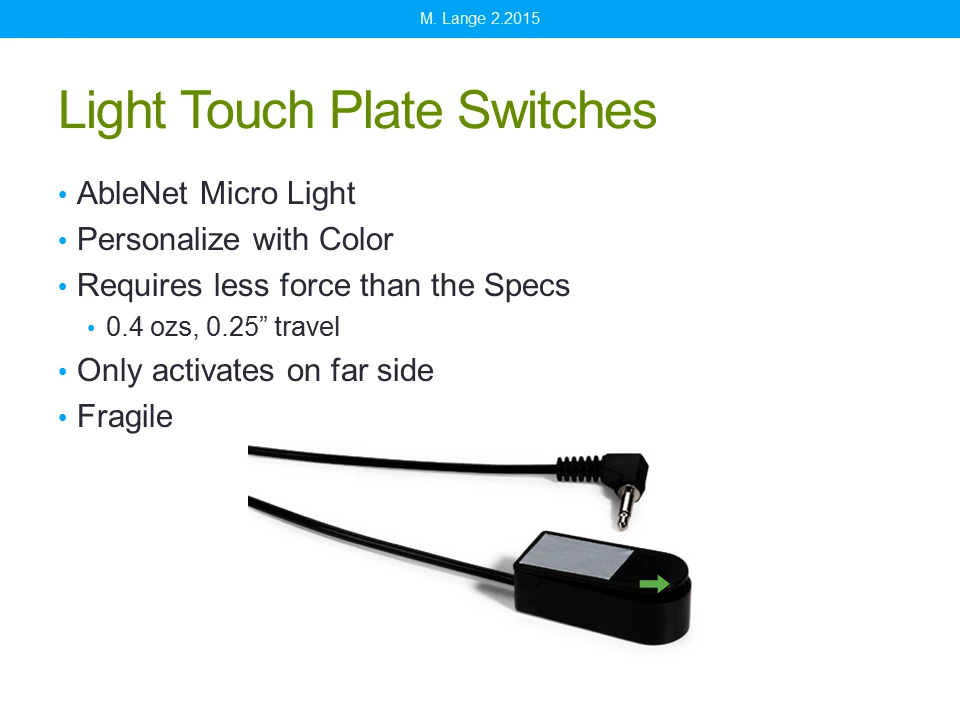 M. Lange 2.2015
Light Touch Plate Switches
• AbleNet Micro Light
• Personalize with Color
• Requires less force than the Specs
• 0.4 ozs, 0.25” travel
• Only activates on far side
• Fragile